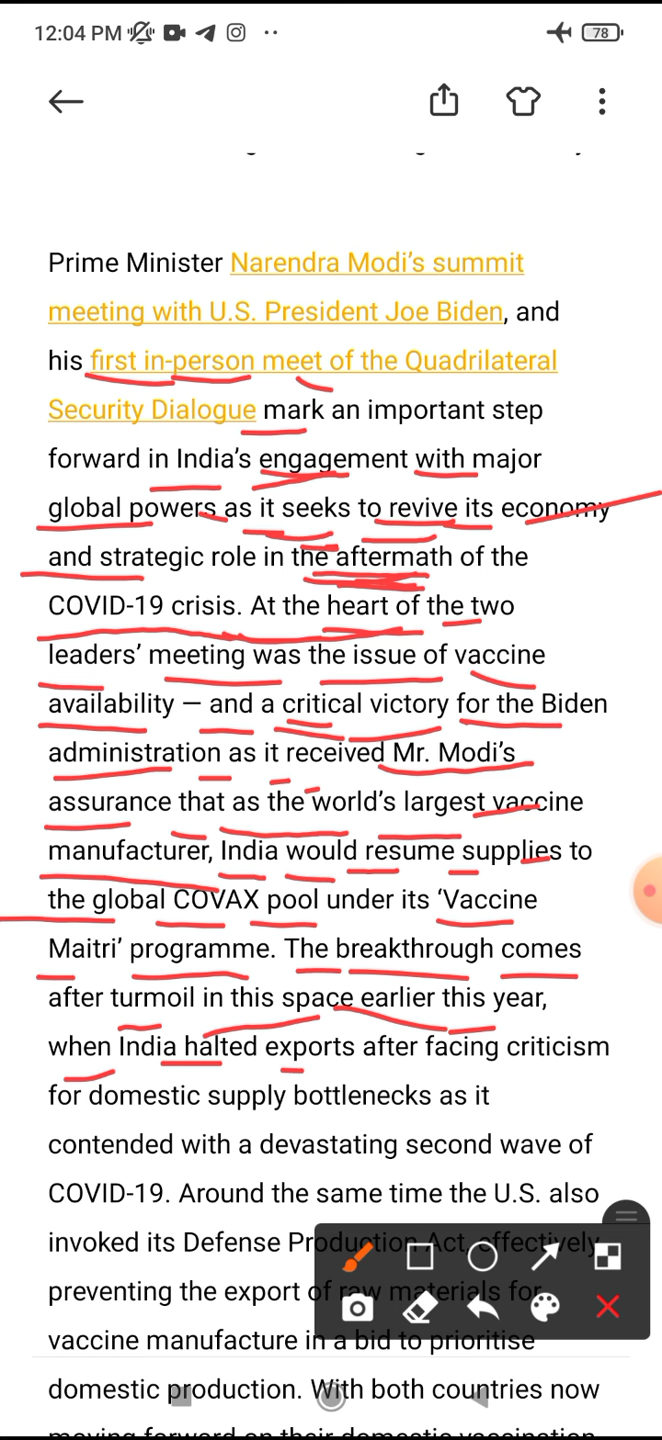 12:04 PM
78
Prime Minister Narendra Modi’s summit
meeting with U.S. President Joe Biden, and
his first in-person meet of the Quadrilateral
Security Dialogue mark an important step
forward in India’s engagement with major
global powers as it seeks to revive its economy
and strategic role in the aftermath of the
COVID-19 crisis. At the heart of the two
leaders’ meeting was the issue of vaccine
availability — and a critical victory for the Biden
administration as it received Mr. Modi’s
assurance that as the world’s largest vaccine
manufacturer, India would resume supplies to
the global COVAX pool under its ‘Vaccine
Maitri’ programme. The breakthrough comes
after turmoil in this space earlier this year,
when India halted exports after facing criticism
for domestic supply bottlenecks as it
contended with a devastating second wave of
COVID-19. Around the same time the U.S. also
invoked its Defense Production Act, effectively
preventing the export of raw materials for
vaccine manufacture in a bid to prioritise
domestic production. With both countries now
moving forward on their domestic vaccination